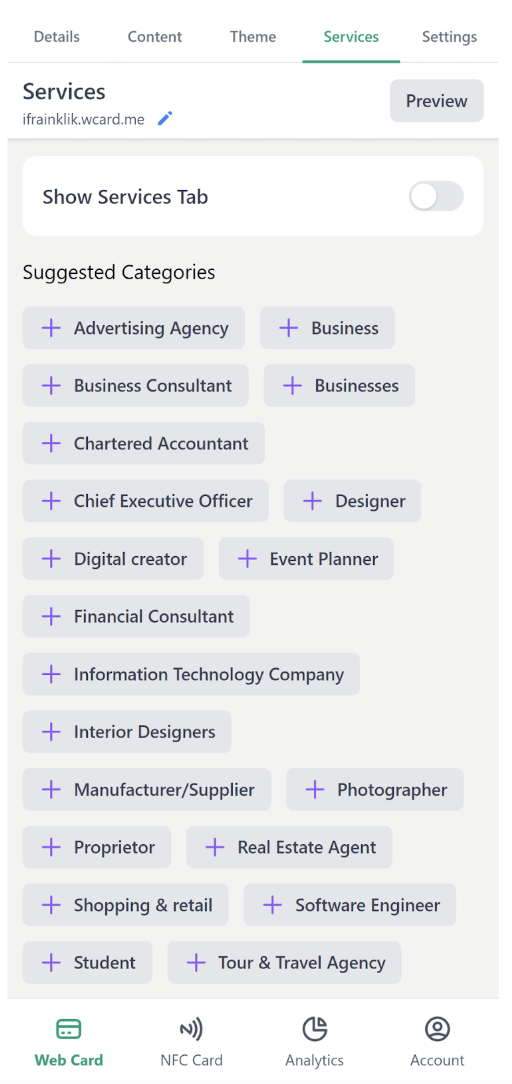 Details Content Theme Services Settings
Services
Preview
ifrainklik.wcard.me
Show Services Tab
Suggested Categories
Advertising Agency Business
Business Consultant Businesses
Chartered Accountant
Chief Executive Officer Designer
Digital creator Event Planner
Financial Consultant
Information Technology Company
Interior Designers
Manufacturer/Supplier Photographer
Proprietor Real Estate Agent
Shopping & retail Software Engineer
Student Tour & Travel Agency
Web Card NFC Card Analytics Account